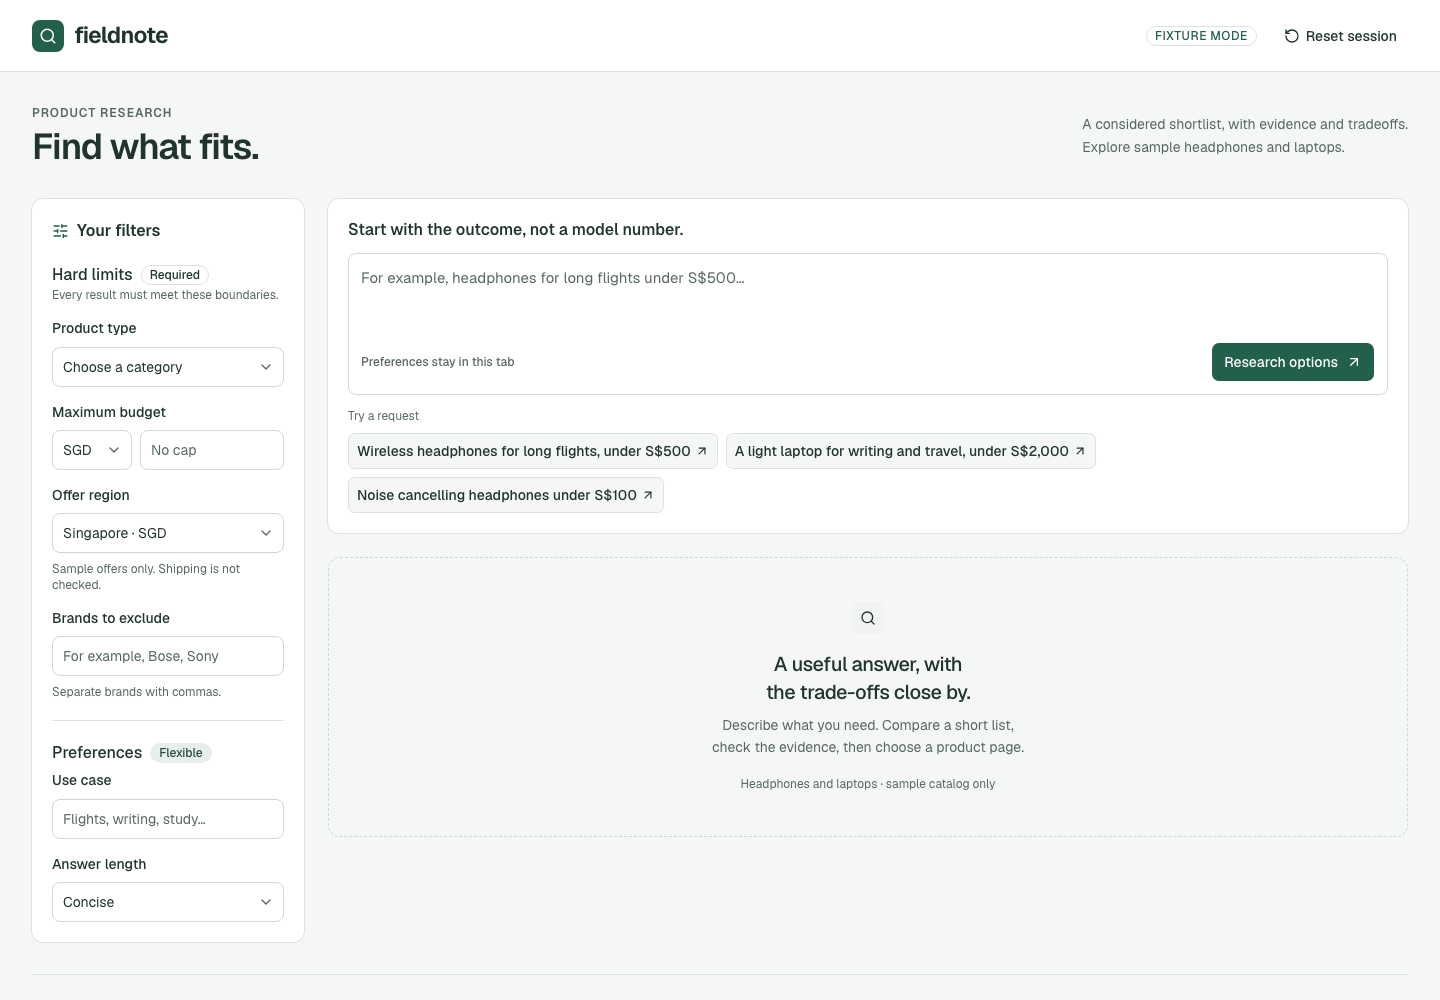 fieldnote
FIXTURE MODE
Reset session
PRODUCT RESEARCH
Find what fits.
A considered shortlist, with evidence and tradeoffs.
Explore sample headphones and laptops.
Your filters
Hard limits Required
Every result must meet these boundaries.
Product type
Choose a category
Maximum budget
SGD No cap
Offer region
Singapore · SGD
Sample offers only. Shipping is not
checked.
Brands to exclude
For example, Bose, Sony
Separate brands with commas.
Preferences Flexible
Use case
Flights, writing, study…
Answer length
Concise
Start with the outcome, not a model number.
For example, headphones for long flights under S$500…
Preferences stay in this tab
Research options
Try a request
Wireless headphones for long flights, under S$500
A light laptop for writing and travel, under S$2,000
Noise cancelling headphones under S$100
A useful answer, with
the trade-offs close by.
Describe what you need. Compare a short list,
check the evidence, then choose a product page.
Headphones and laptops · sample catalog only